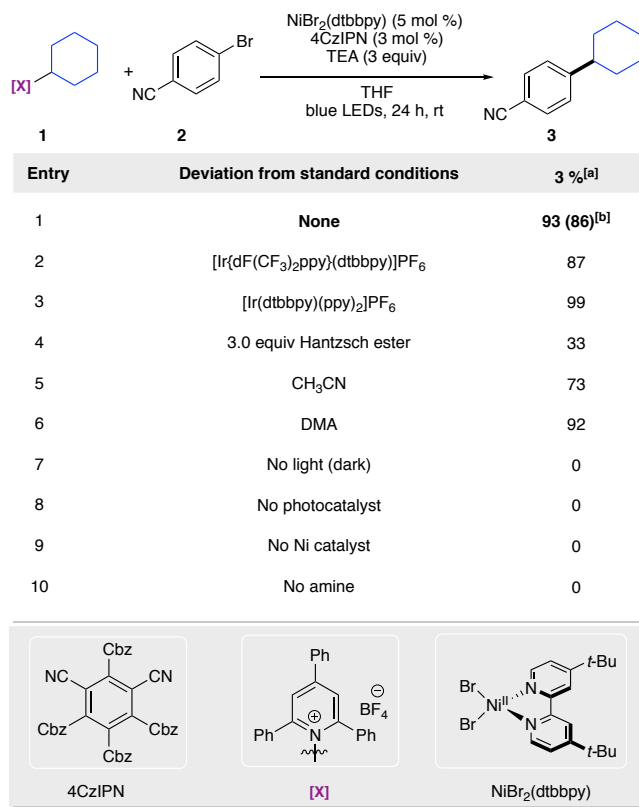 NiBr2(dtbbpy) (5 mol %)
4CzIPN (3 mol %)
TEA (3 equiv)
THF
blue LEDs, 24 h, rt
[X]
+
NC
Br
NC
1
2
3
Entry Deviation from standard conditions 3 %[a]
1 None 93 (86)[b]
2 [Ir{dF(CF3)2ppy}(dtbbpy)]PF6 87
3 [Ir(dtbbpy)(ppy)2]PF6 99
4 3.0 equiv Hantzsch ester 33
5 CH3CN 73
6 DMA 92
7 No light (dark) 0
8 No photocatalyst 0
9 No Ni catalyst 0
10 No amine 0
Cbz
NC CN
Cbz Cbz
Cbz
4CzIPN
Ph
Ph N + Ph
BF4 −
[X]
t-Bu
Br N
NiII
Br N
t-Bu
NiBr2(dtbbpy)